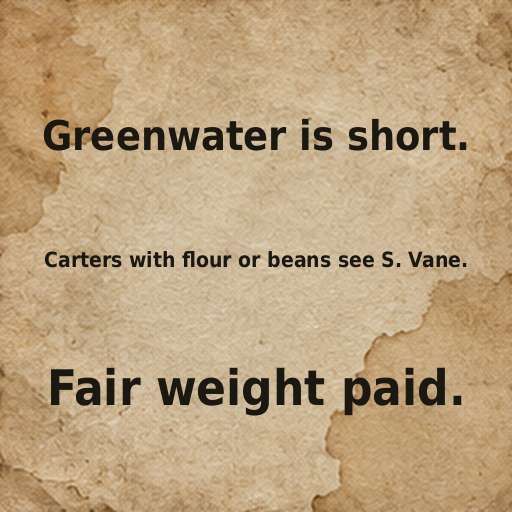 Greenwater is short.
Carters with flour or beans see S. Vane.
Fair weight paid.